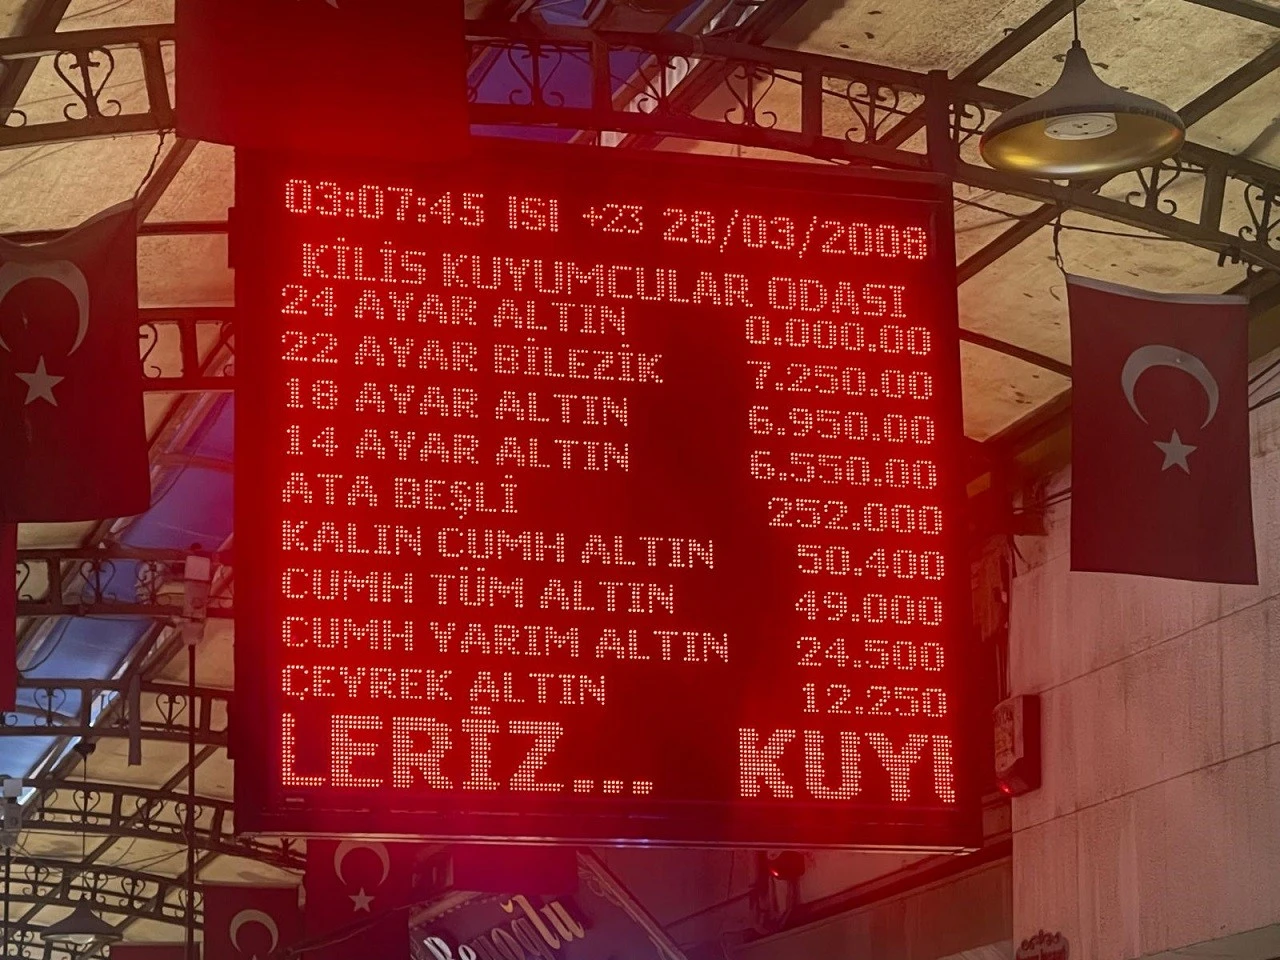 03:07:45 ISI +23 28/03/2008
KİLİS KUYUMCULAR ODASI
24 AYAR ALTIN 0.000.00
22 AYAR BİLEZİK 7.250.00
18 AYAR ALTIN 6.950.00
14 AYAR ALTIN 6.550.00
ATA BEŞLİ 252.000
KALIN CUMH ALTIN 50.400
CUMH TÜM ALTIN 49.000
CUMH YARIM ALTIN 24.500
ÇEYREK ALTIN 12.250
LERİZ... KUYU